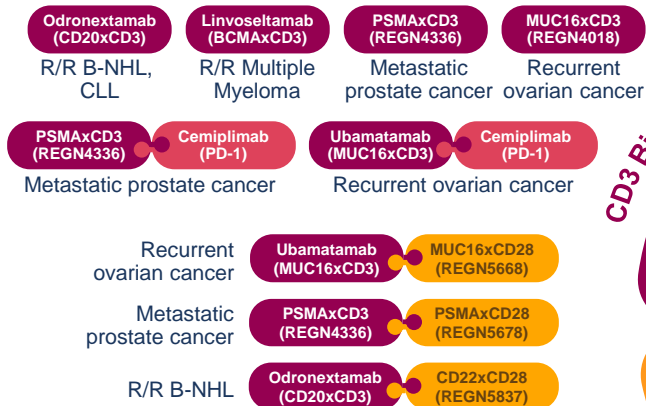 Odronextamab
(CD20xCD3)
R/R B-NHL,
CLL
Linvoseltamab
(BCMAxCD3)
R/R Multiple
Myeloma
PSMAxCD3
(REGN4336)
Metastatic
prostate cancer
MUC16xCD3
(REGN4018)
Recurrent
ovarian cancer
PSMAxCD3
(REGN4336)
Cemiplimab
(PD-1)
Metastatic prostate cancer
Ubamatamab
(MUC16xCD3)
Cemiplimab
(PD-1)
Recurrent ovarian cancer
CD3
Recurrent
ovarian cancer
Ubamatamab
(MUC16xCD3)
MUC16xCD28
(REGN5668)
Metastatic
prostate cancer
PSMAxCD3
(REGN4336)
PSMAxCD28
(REGN5678)
R/R B-NHL
Odronextamab
(CD20xCD3)
CD22xCD28
(REGN5837)